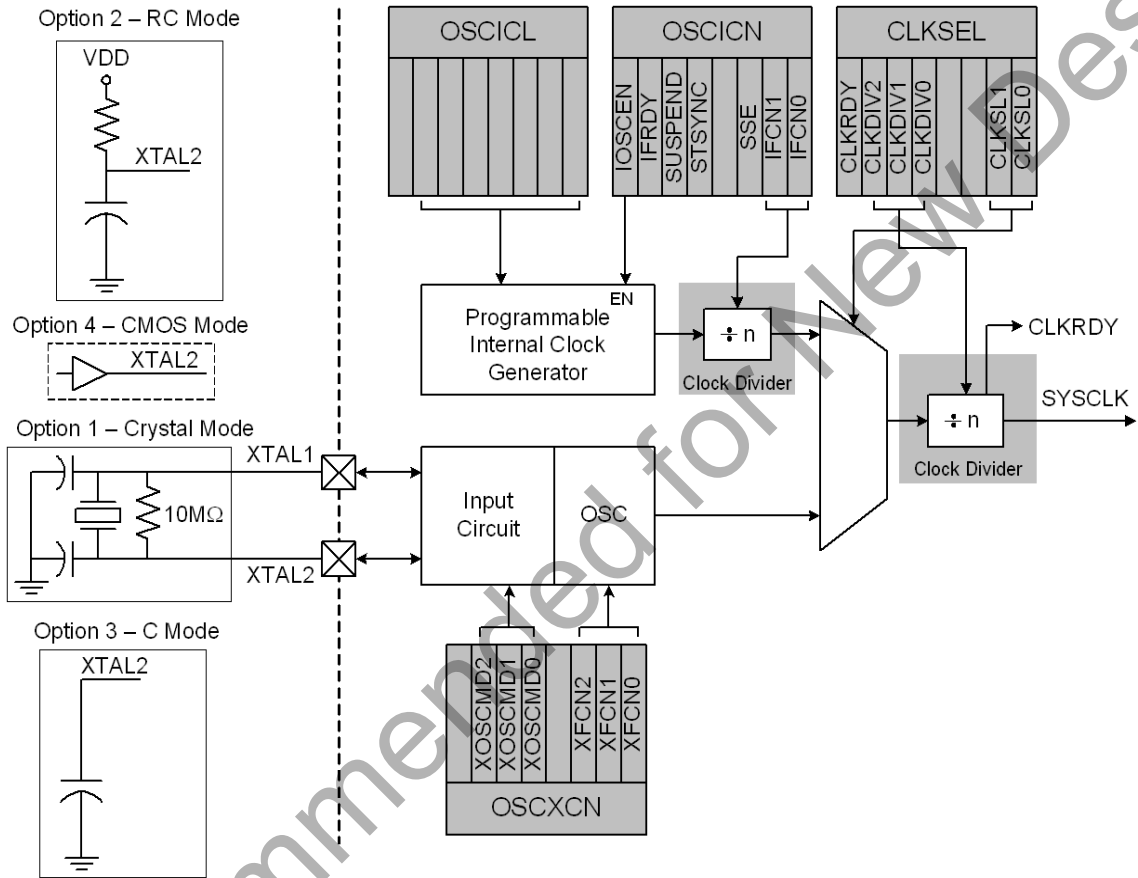 Option 2 – RC Mode
VDD
XTAL2
Option 4 – CMOS Mode
XTAL2
Option 1 – Crystal Mode
XTAL1
10MΩ
XTAL2
Option 3 – C Mode
XTAL2
OSCICL
OSCICN
IOSCEN
IFRDY
SUSPEND
STSYNC
SSE
IFCN1
IFCN0
CLKSEL
CLKRDY
CLKDIV2
CLKDIV1
CLKDIV0
CLKSL1
CLKSL0
EN
Programmable
Internal Clock
Generator
÷ n
Clock Divider
CLKRDY
SYSCLK
÷ n
Clock Divider
Input
Circuit
OSC
XOSCMD2
XOSCMD1
XOSCMD0
XFCN2
XFCN1
XFCN0
OSCXCN
mmended for New Des